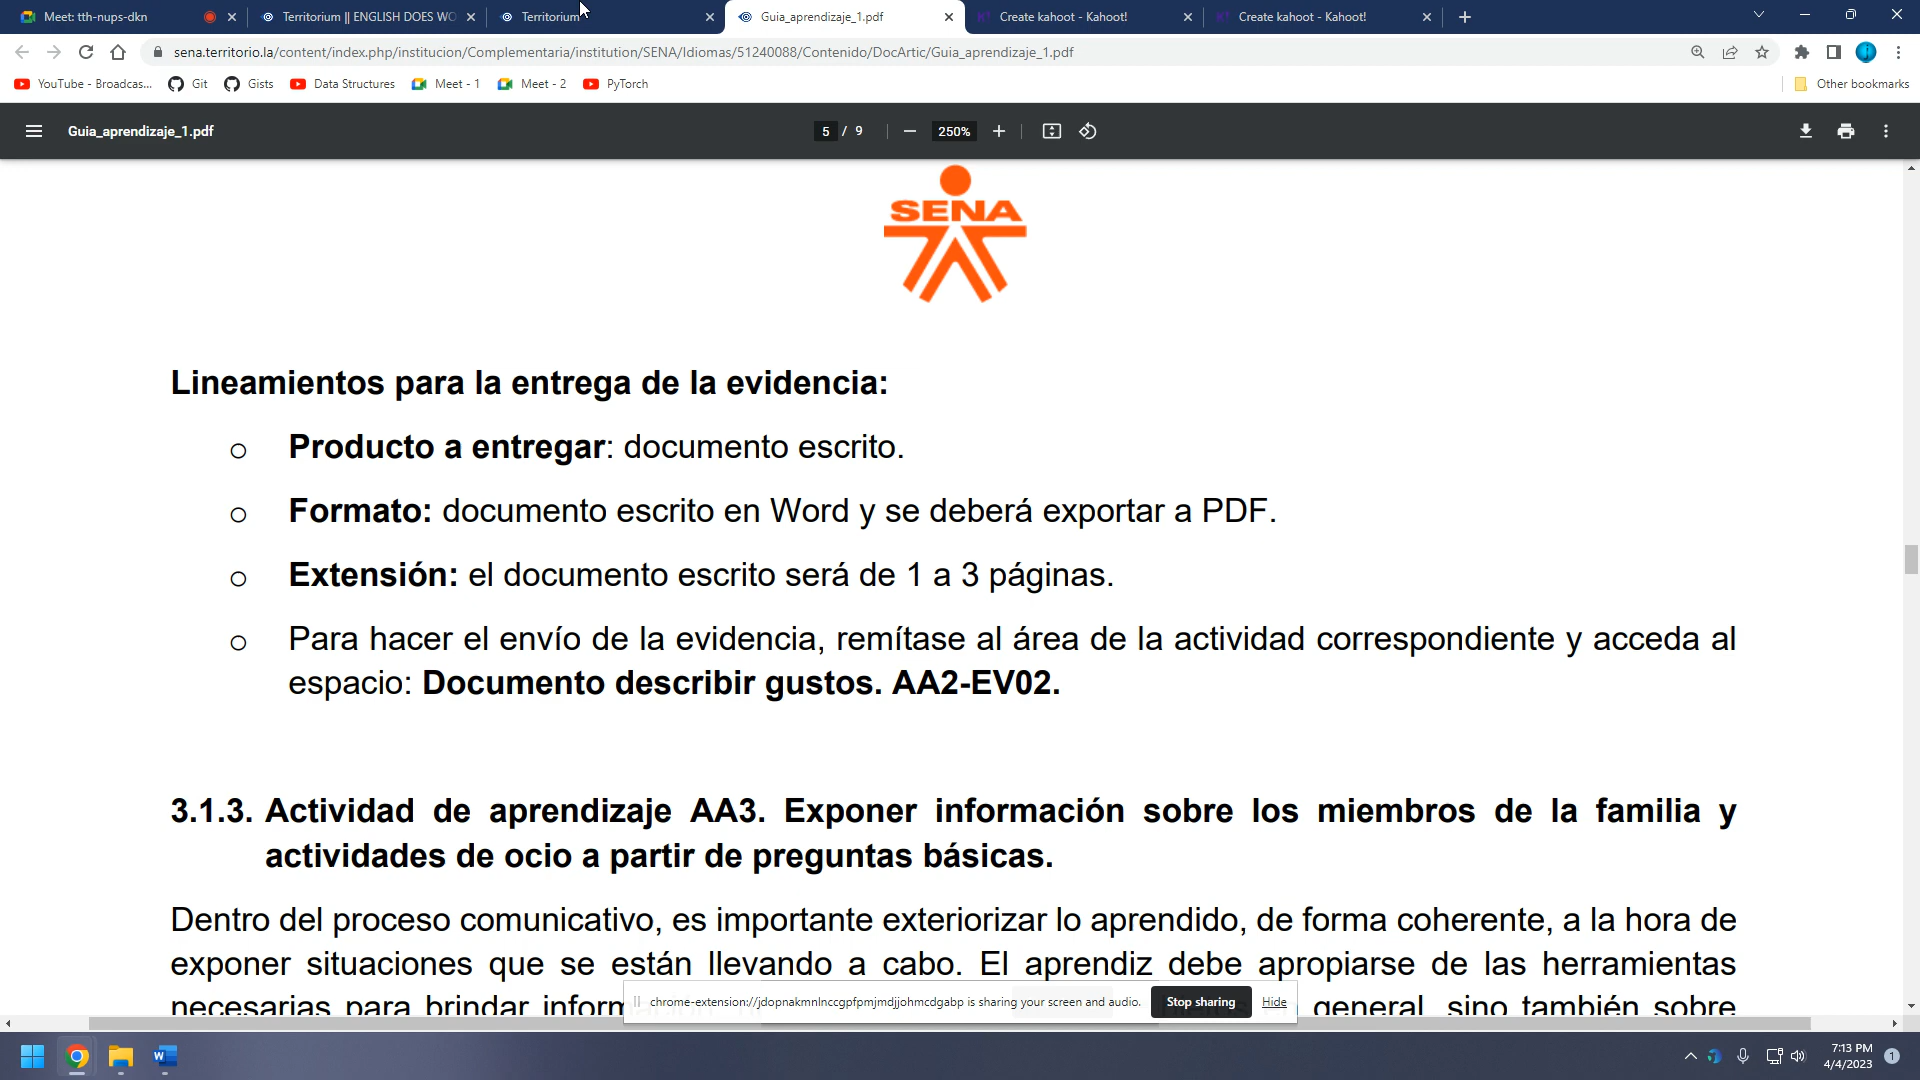 Meet: tth-nups-dkn
Territorium || ENGLISH DOES WO
Territorium
Guia_aprendizaje_1.pdf
Create kahoot - Kahoot!
Create kahoot - Kahoot!
sena.territorio.la/content/index.php/institucion/Complementaria/institution/SENA/Idiomas/51240088/Contenido/DocArtic/Guia_aprendizaje_1.pdf
YouTube - Broadcas...
Git
Gists
Data Structures
Meet - 1
Meet - 2
PyTorch
Other bookmarks
Guia_aprendizaje_1.pdf
5 / 9
250%
SENA
Lineamientos para la entrega de la evidencia:
Producto a entregar: documento escrito.
Formato: documento escrito en Word y se deberá exportar a PDF.
Extensión: el documento escrito será de 1 a 3 páginas.
Para hacer el envío de la evidencia, remítase al área de la actividad correspondiente y acceda al
espacio: Documento describir gustos. AA2-EV02.
3.1.3. Actividad de aprendizaje AA3. Exponer información sobre los miembros de la familia y
actividades de ocio a partir de preguntas básicas.
Dentro del proceso comunicativo, es importante exteriorizar lo aprendido, de forma coherente, a la hora de
exponer situaciones que se están llevando a cabo. El aprendiz debe apropiarse de las herramientas
necesarias para brindar general, sino también sobre
chrome-extension://jdopnakmnlnccgpfpmjmdjjohmcdgabp is sharing your screen and audio.
Stop sharing
Hide
7:13 PM
4/4/2023
1